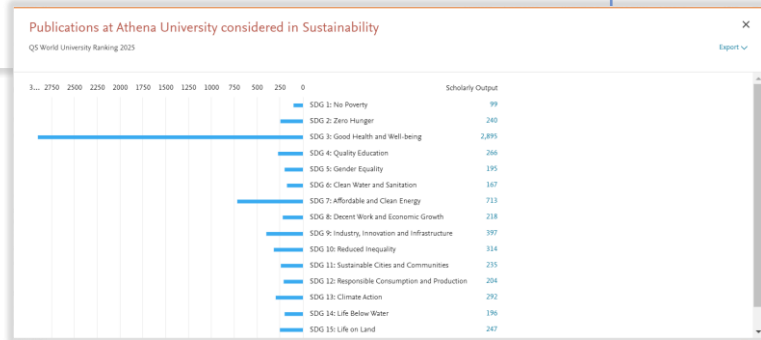 Publications at Athena University considered in Sustainability
QS World University Ranking 2025
Export
3... 2750 2500 2250 2000 1750 1500 1250 1000 750 500 250 0 Scholarly Output
SDG 1: No Poverty 99
SDG 2: Zero Hunger 240
SDG 3: Good Health and Well-being 2,895
SDG 4: Quality Education 266
SDG 5: Gender Equality 195
SDG 6: Clean Water and Sanitation 167
SDG 7: Affordable and Clean Energy 713
SDG 8: Decent Work and Economic Growth 218
SDG 9: Industry, Innovation and Infrastructure 397
SDG 10: Reduced Inequality 314
SDG 11: Sustainable Cities and Communities 235
SDG 12: Responsible Consumption and Production 204
SDG 13: Climate Action 292
SDG 14: Life Below Water 196
SDG 15: Life on Land 247